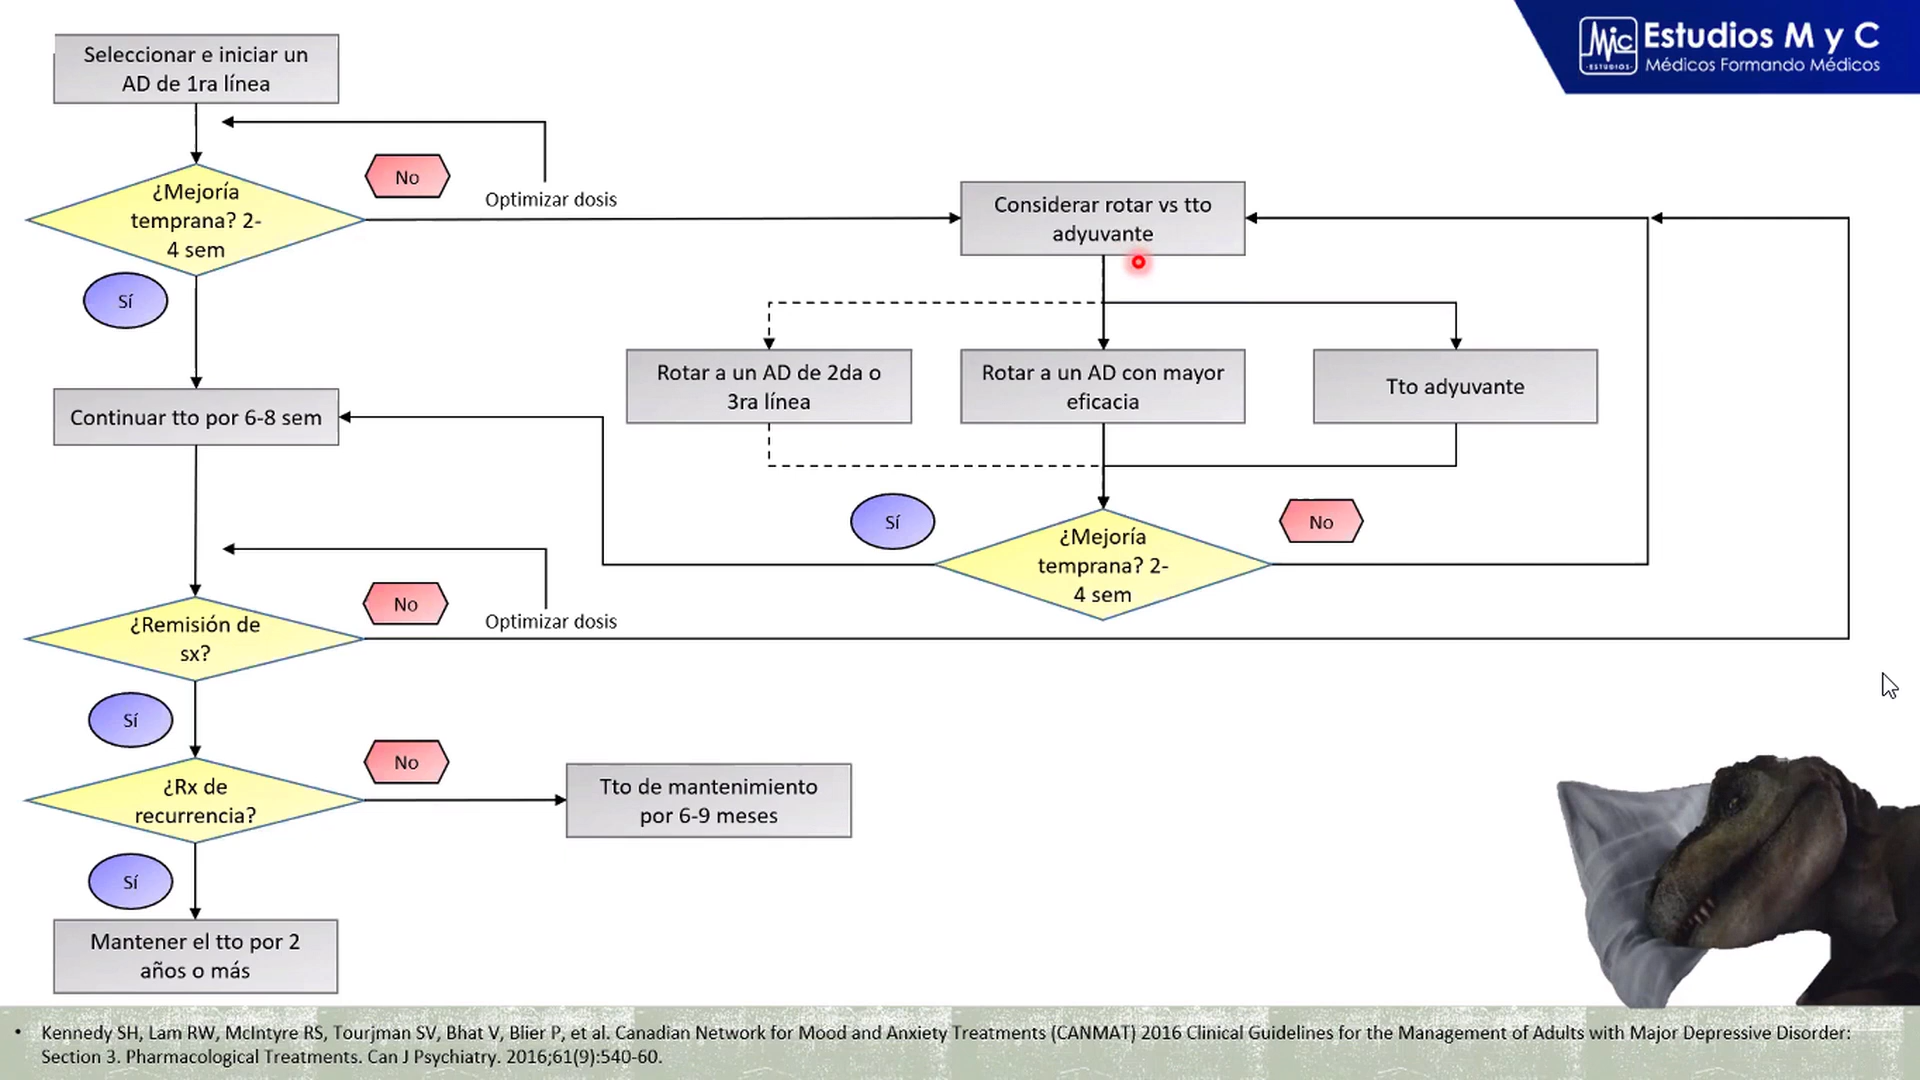 Estudios M y C
Médicos Formando Médicos
MyC
·ESTUDIOS·
Seleccionar e iniciar un
AD de 1ra línea
¿Mejoría
temprana? 2-
4 sem
No
Optimizar dosis
Sí
Considerar rotar vs tto
adyuvante
Rotar a un AD de 2da o
3ra línea
Rotar a un AD con mayor
eficacia
Tto adyuvante
Continuar tto por 6-8 sem
Sí
¿Mejoría
temprana? 2-
4 sem
No
¿Remisión de
sx?
No
Optimizar dosis
Sí
¿Rx de
recurrencia?
No
Tto de mantenimiento
por 6-9 meses
Sí
Mantener el tto por 2
años o más
• Kennedy SH, Lam RW, McIntyre RS, Tourjman SV, Bhat V, Blier P, et al. Canadian Network for Mood and Anxiety Treatments (CANMAT) 2016 Clinical Guidelines for the Management of Adults with Major Depressive Disorder:
Section 3. Pharmacological Treatments. Can J Psychiatry. 2016;61(9):540-60.